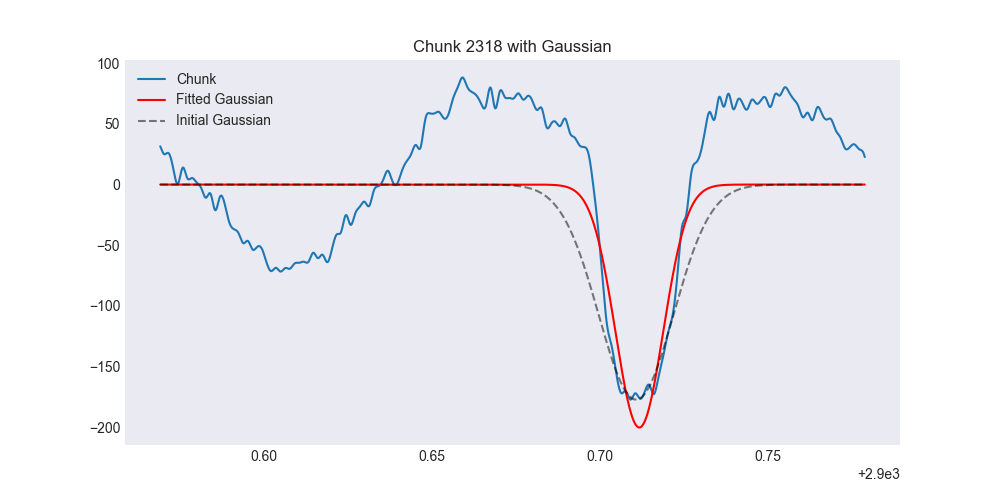 Chunk 2318 with Gaussian
Chunk
Fitted Gaussian
Initial Gaussian
100
50
0
−50
−100
−150
−200
0.60 0.65 0.70 0.75
+2.9e3